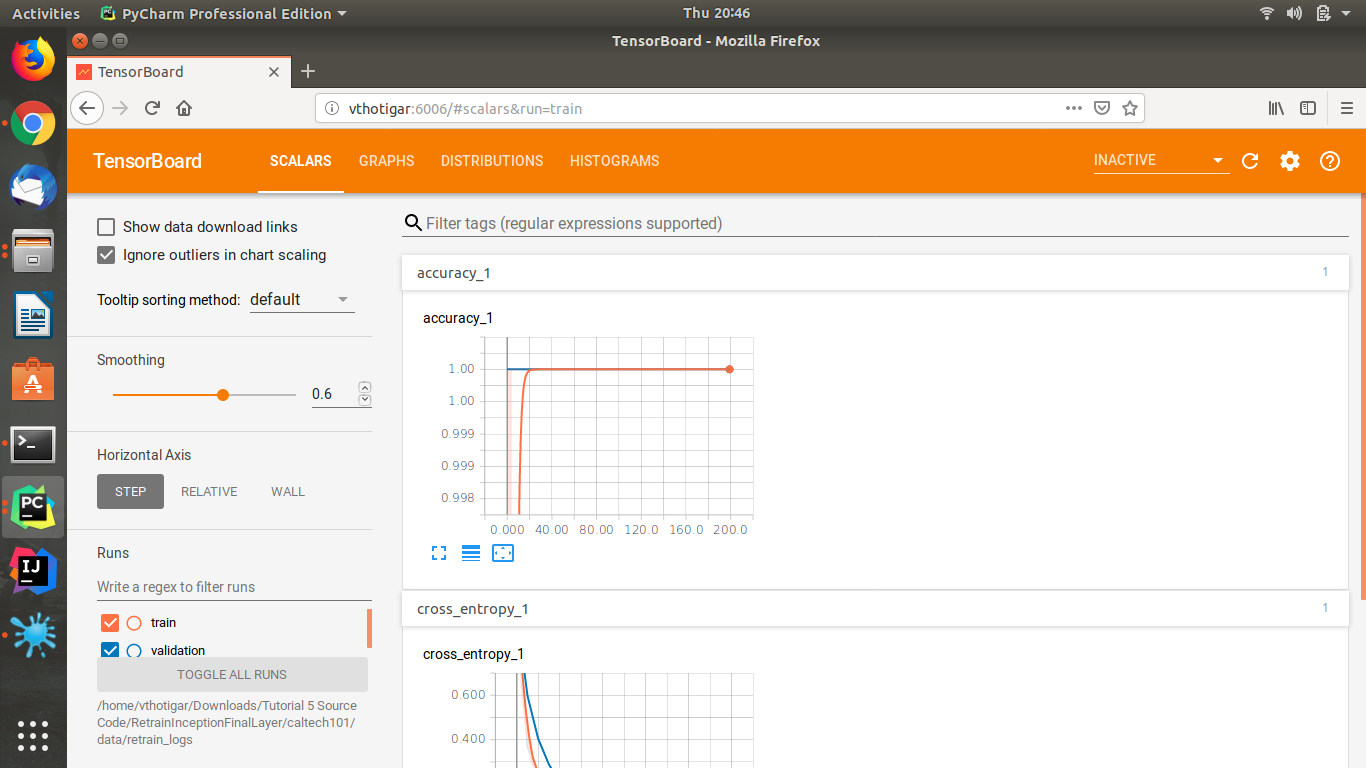 Activities PyCharm Professional Edition Thu 20:46
TensorBoard - Mozilla Firefox
TensorBoard
vthotigar:6006/#scalars&run=train
TensorBoard SCALARS GRAPHS DISTRIBUTIONS HISTOGRAMS INACTIVE
Show data download links
Ignore outliers in chart scaling
Tooltip sorting method: default
Smoothing
0.6
Horizontal Axis
STEP RELATIVE WALL
Runs
Write a regex to filter runs
train
validation
TOGGLE ALL RUNS
/home/vthotigar/Downloads/Tutorial 5 Source
Code/RetrainInceptionFinalLayer/caltech101/
data/retrain_logs
Filter tags (regular expressions supported)
accuracy_1 1
accuracy_1
1.00
1.00
0.999
0.999
0.998
0.000 40.00 80.00 120.0 160.0 200.0
cross_entropy_1 1
cross_entropy_1
0.600
0.400
>_
PC
IJ